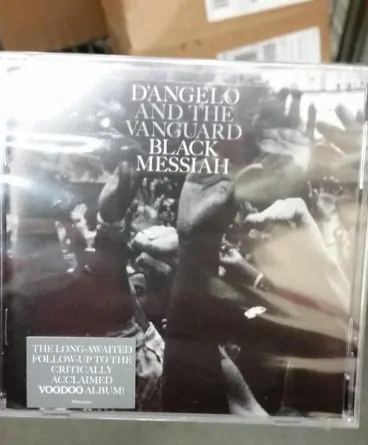 D'ANGELO
AND THE
VANGUARD
BLACK
MESSIAH
THE LONG-AWAITED
FOLLOW-UP TO THE
CRITICALLY
ACCLAIMED
VOODOO ALBUM!